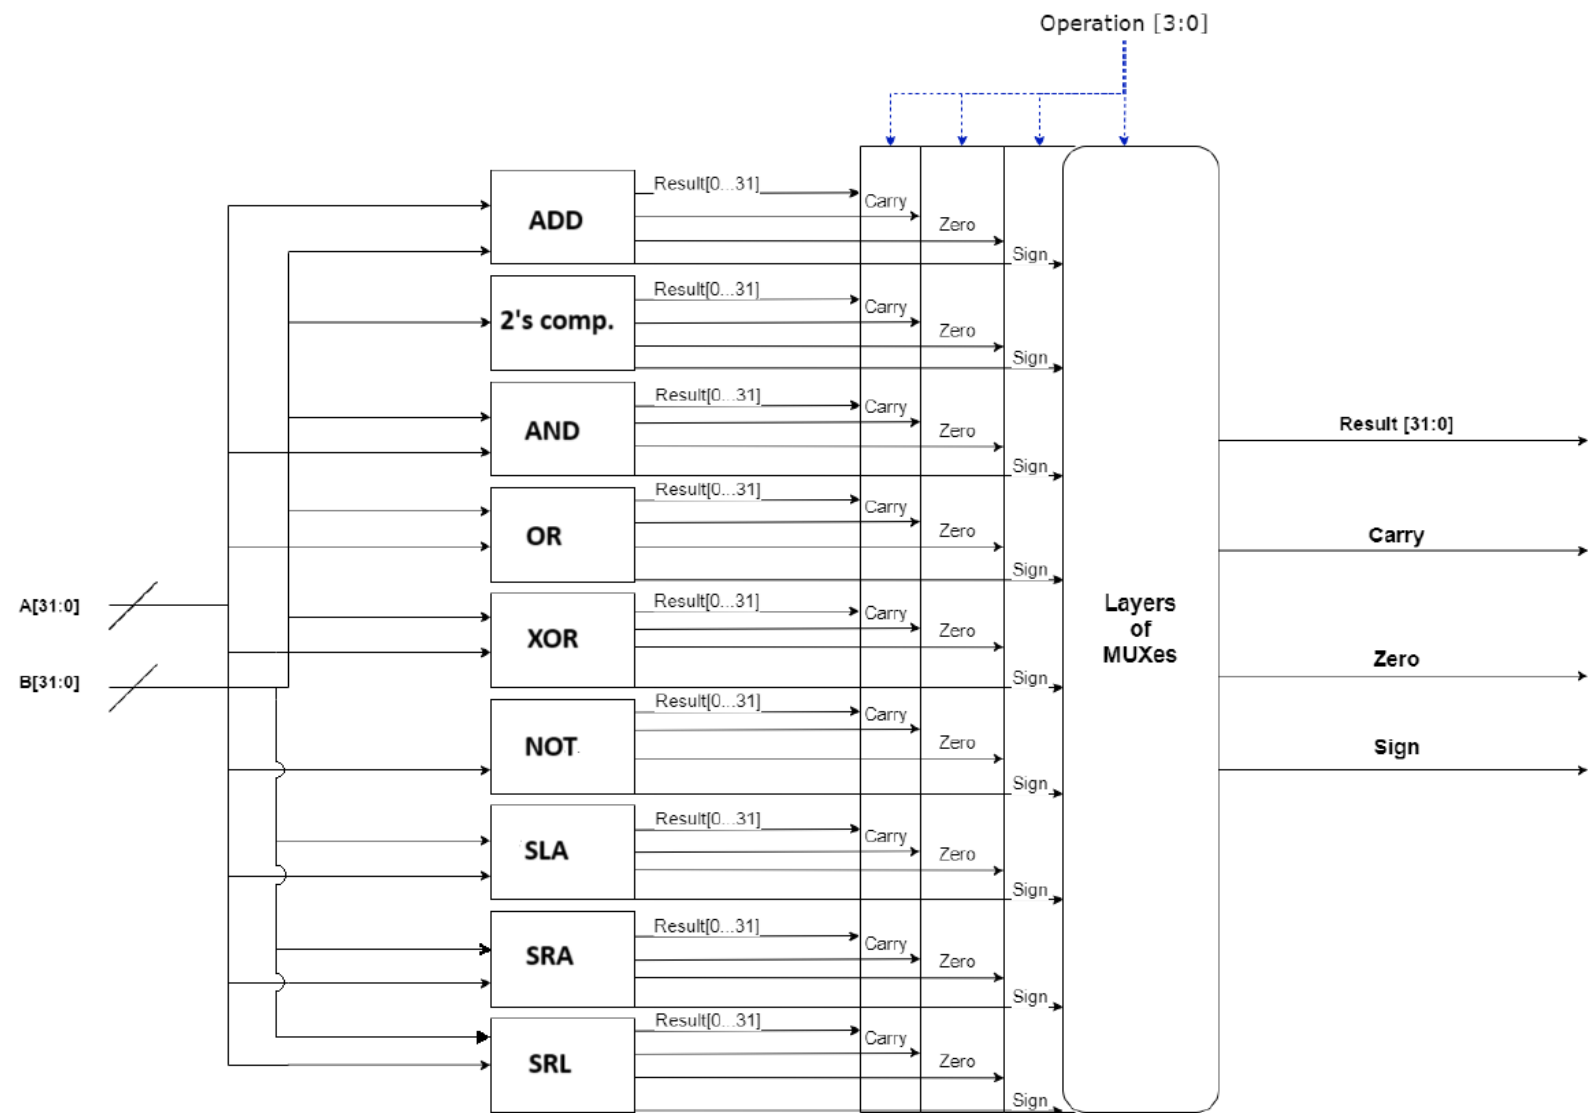 Operation [3:0]
ADD
Result[0...31]
Carry
Zero
Sign
2's comp.
Result[0...31]
Carry
Zero
Sign
AND
Result[0...31]
Carry
Zero
Sign
OR
Result[0...31]
Carry
Zero
Sign
XOR
Result[0...31]
Carry
Zero
Sign
NOT
Result[0...31]
Carry
Zero
Sign
SLA
Result[0...31]
Carry
Zero
Sign
SRA
Result[0...31]
Carry
Zero
Sign
SRL
Result[0...31]
Carry
Zero
Sign
A[31:0]
B[31:0]
Layers
of
MUXes
Result [31:0]
Carry
Zero
Sign